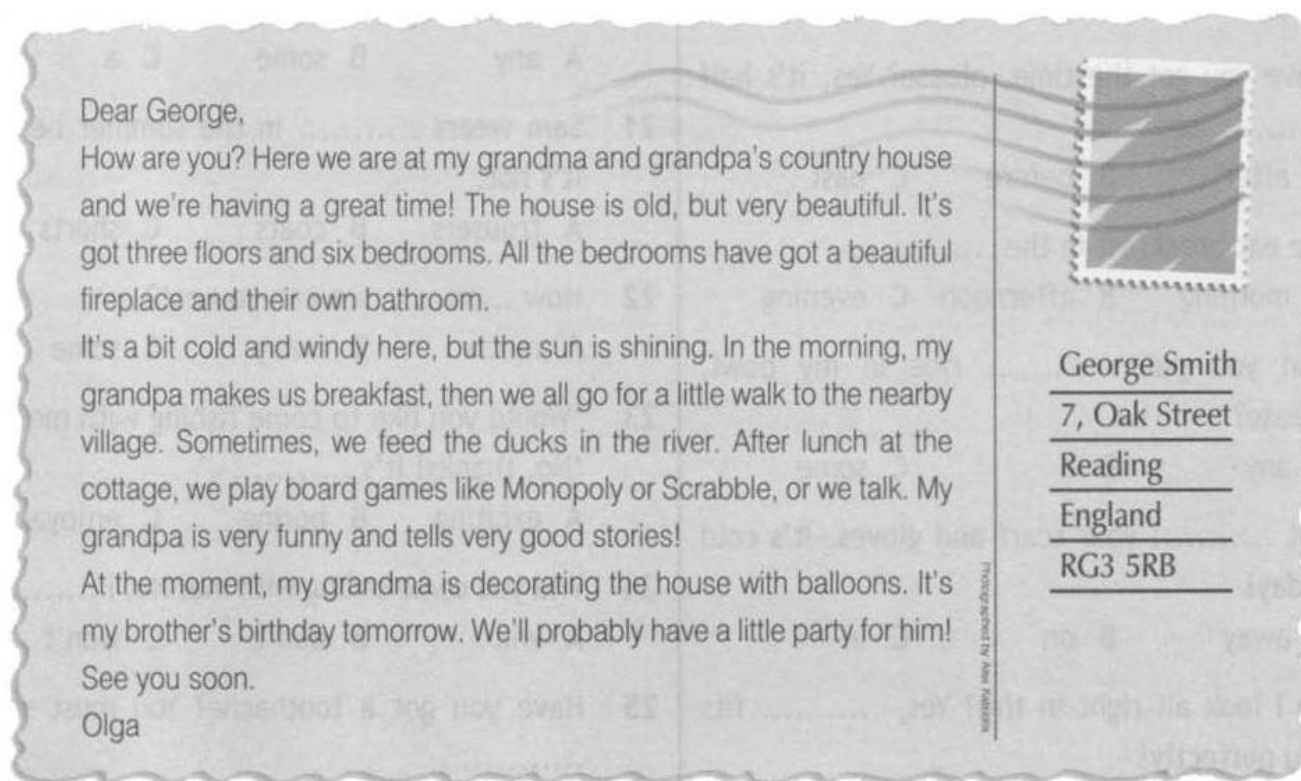 Dear George,
How are you? Here we are at my grandma and grandpa's country house
and we're having a great time! The house is old, but very beautiful. It's
got three floors and six bedrooms. All the bedrooms have got a beautiful
fireplace and their own bathroom.
It's a bit cold and windy here, but the sun is shining. In the morning, my
grandpa makes us breakfast, then we all go for a little walk to the nearby
village. Sometimes, we feed the ducks in the river. After lunch at the
cottage, we play board games like Monopoly or Scrabble, or we talk. My
grandpa is very funny and tells very good stories!
At the moment, my grandma is decorating the house with balloons. It's
my brother's birthday tomorrow. We'll probably have a little party for him!
See you soon.
Olga
Photographed by Alex
George Smith
7, Oak Street
Reading
England
RG3 5RB